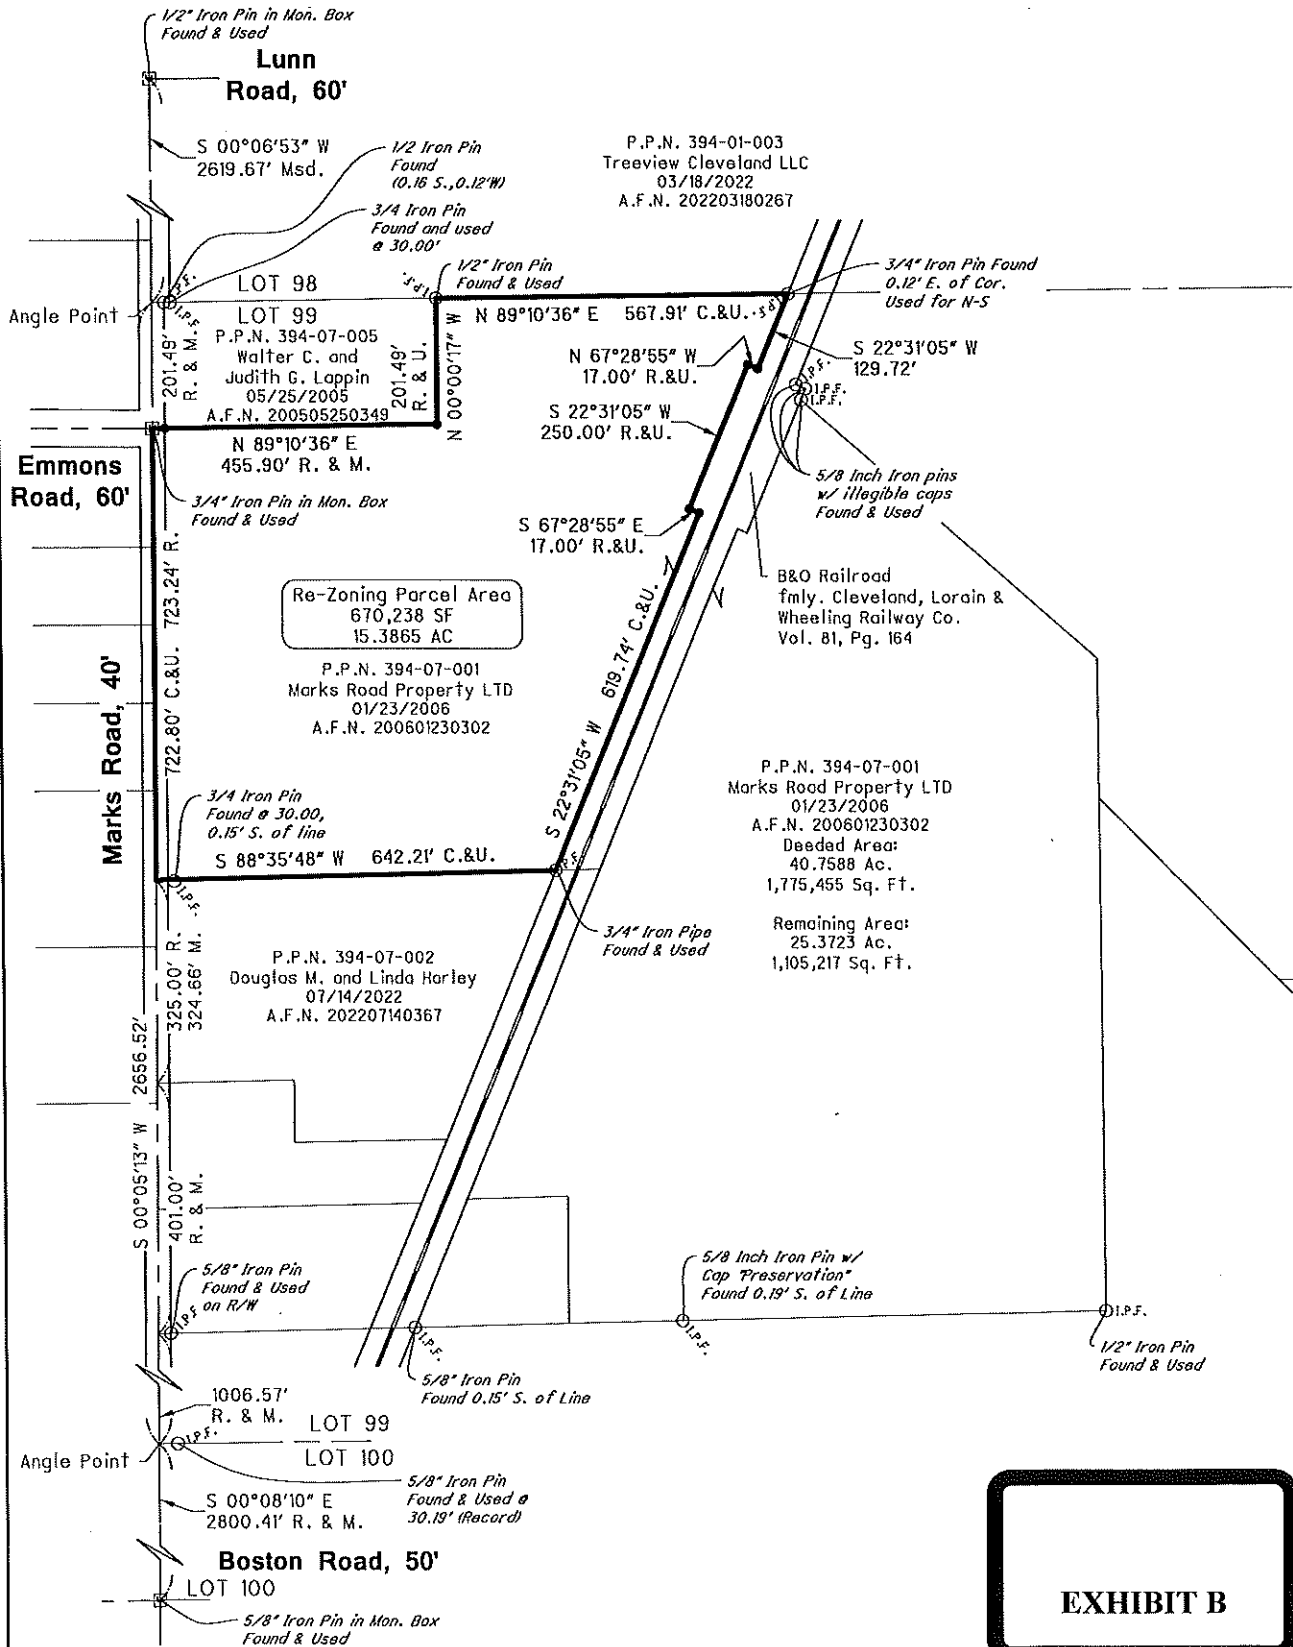 1/2" Iron Pin in Mon. Box
Found & Used
Lunn
Road, 60'
S 00°06'53" W
2619.67' Msd.
1/2 Iron Pin
Found
(0.16 S.,0.12'W)
3/4 Iron Pin
Found and used
@ 30.00'
P.P.N. 394-01-003
Treeview Cleveland LLC
03/18/2022
A.F.N. 202203180267
1/2" Iron Pin
Found & Used
3/4" Iron Pin Found
0.12' E. of Cor.
Used for N-S
I.P.F.
I.P.F.
I.P.F.
I.P.F.
LOT 98
LOT 99
Angle Point
P.P.N. 394-07-005
Walter C. and
Judith G. Lappin
05/25/2005
A.F.N. 200505250349
201.49'
R. & M.
201.49'
R. & U.
N 00°00'17" W
N 89°10'36" E 567.91' C.&U.
N 67°28'55" W
17.00' R.&U.
S 22°31'05" W
129.72'
S 22°31'05" W
250.00' R.&U.
I.P.F.
I.P.F.
I.P.F.
N 89°10'36" E
455.90' R. & M.
Emmons
Road, 60'
3/4" Iron Pin in Mon. Box
Found & Used
5/8 Inch Iron pins
w/ illegible caps
Found & Used
S 67°28'55" E
17.00' R.&U.
B&O Railroad
fmly. Cleveland, Lorain &
Wheeling Railway Co.
Vol. 81, Pg. 164
Re-Zoning Parcel Area
670,238 SF
15.3865 AC
P.P.N. 394-07-001
Marks Road Property LTD
01/23/2006
A.F.N. 200601230302
722.80' C.&U. 723.24' R.
Marks Road, 40'
S 22°31'05" W 619.74' C.&U.
P.P.N. 394-07-001
Marks Road Property LTD
01/23/2006
A.F.N. 200601230302
Deeded Area:
40.7588 Ac.
1,775,455 Sq. Ft.
Remaining Area:
25.3723 Ac.
1,105,217 Sq. Ft.
3/4 Iron Pin
Found @ 30.00,
0.15' S. of line
S 88°35'48" W 642.21' C.&U.
I.P.F.
I.P.F.
3/4" Iron Pipe
Found & Used
P.P.N. 394-07-002
Douglas M. and Linda Harley
07/14/2022
A.F.N. 202207140367
325.00' R.
324.66' M.
S 00°05'13" W 2656.52'
401.00'
R. & M.
5/8" Iron Pin
Found & Used
on R/W
I.P.F.
5/8 Inch Iron Pin w/
Cap "Preservation"
Found 0.19' S. of Line
I.P.F.
I.P.F.
I.P.F.
1/2" Iron Pin
Found & Used
5/8" Iron Pin
Found 0.15' S. of Line
1006.57'
R. & M.
I.P.F.
LOT 99
LOT 100
Angle Point
5/8" Iron Pin
Found & Used @
30.19' (Record)
S 00°08'10" E
2800.41' R. & M.
Boston Road, 50'
LOT 100
5/8" Iron Pin in Mon. Box
Found & Used
EXHIBIT B